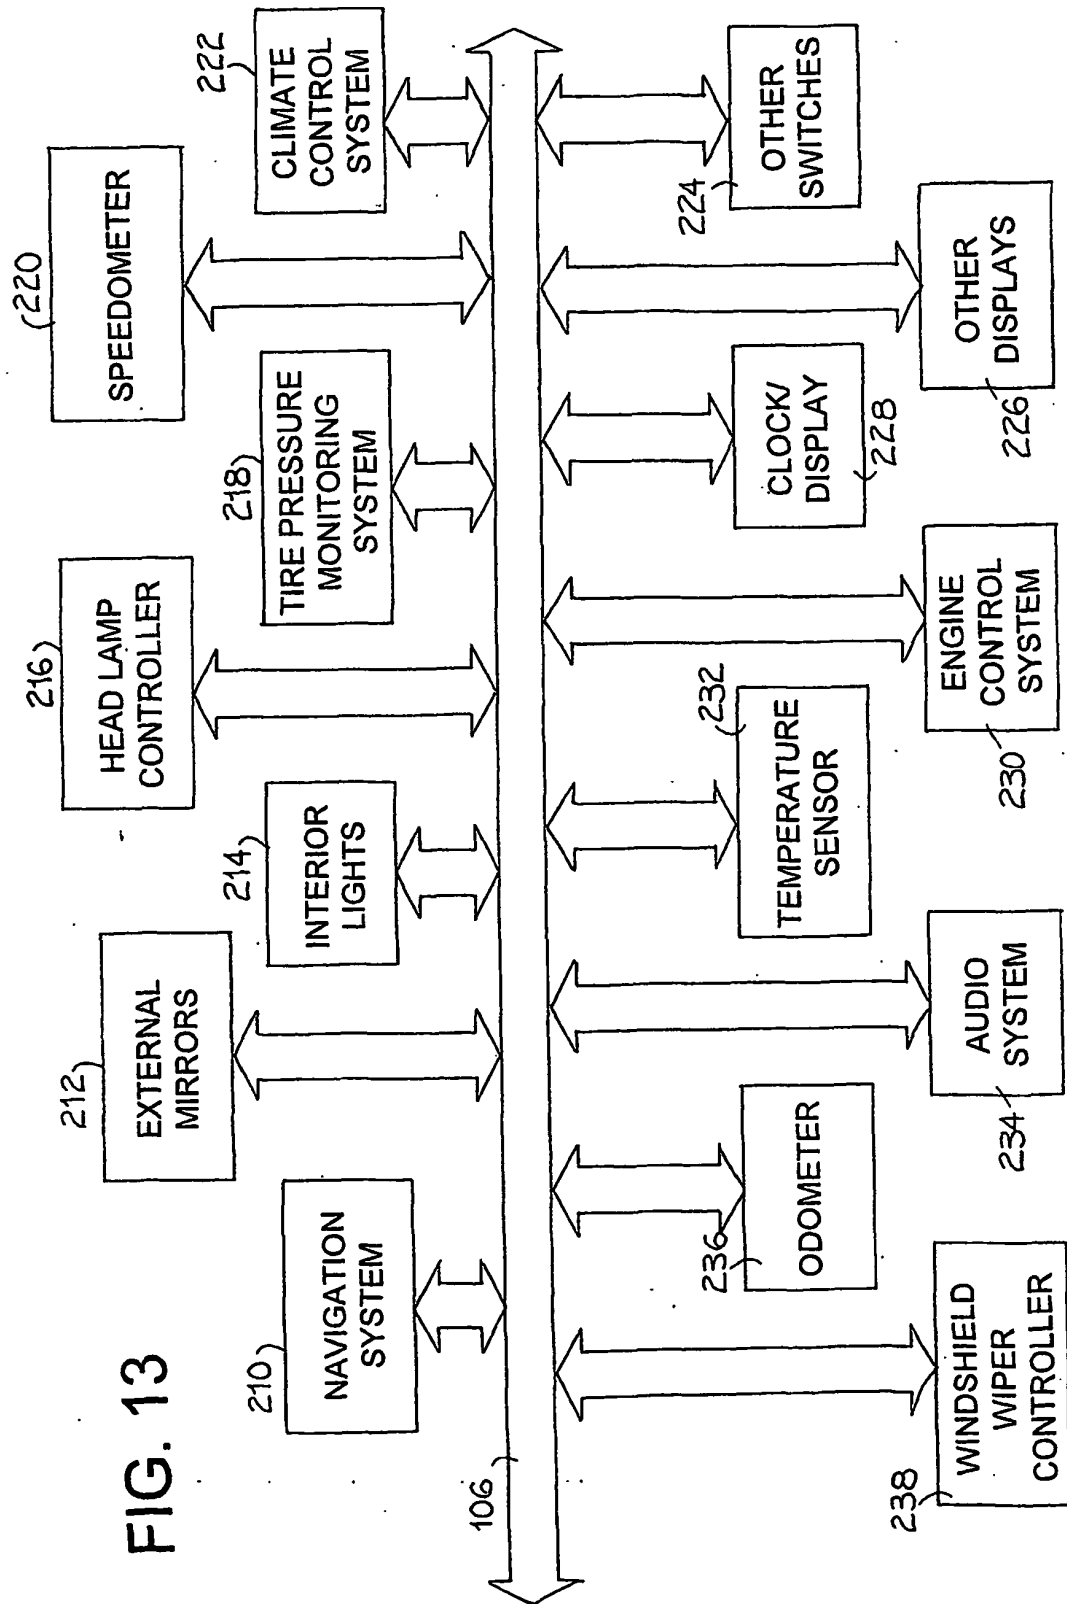 FIG. 13
210
NAVIGATION
SYSTEM
212
EXTERNAL
MIRRORS
214
INTERIOR
LIGHTS
216
HEAD LAMP
CONTROLLER
218
TIRE PRESSURE
MONITORING
SYSTEM
220
SPEEDOMETER
222
CLIMATE
CONTROL
SYSTEM
106
238
WINDSHIELD
WIPER
CONTROLLER
236
ODOMETER
234
AUDIO
SYSTEM
232
TEMPERATURE
SENSOR
230
ENGINE
CONTROL
SYSTEM
228
CLOCK/
DISPLAY
226
OTHER
DISPLAYS
224
OTHER
SWITCHES